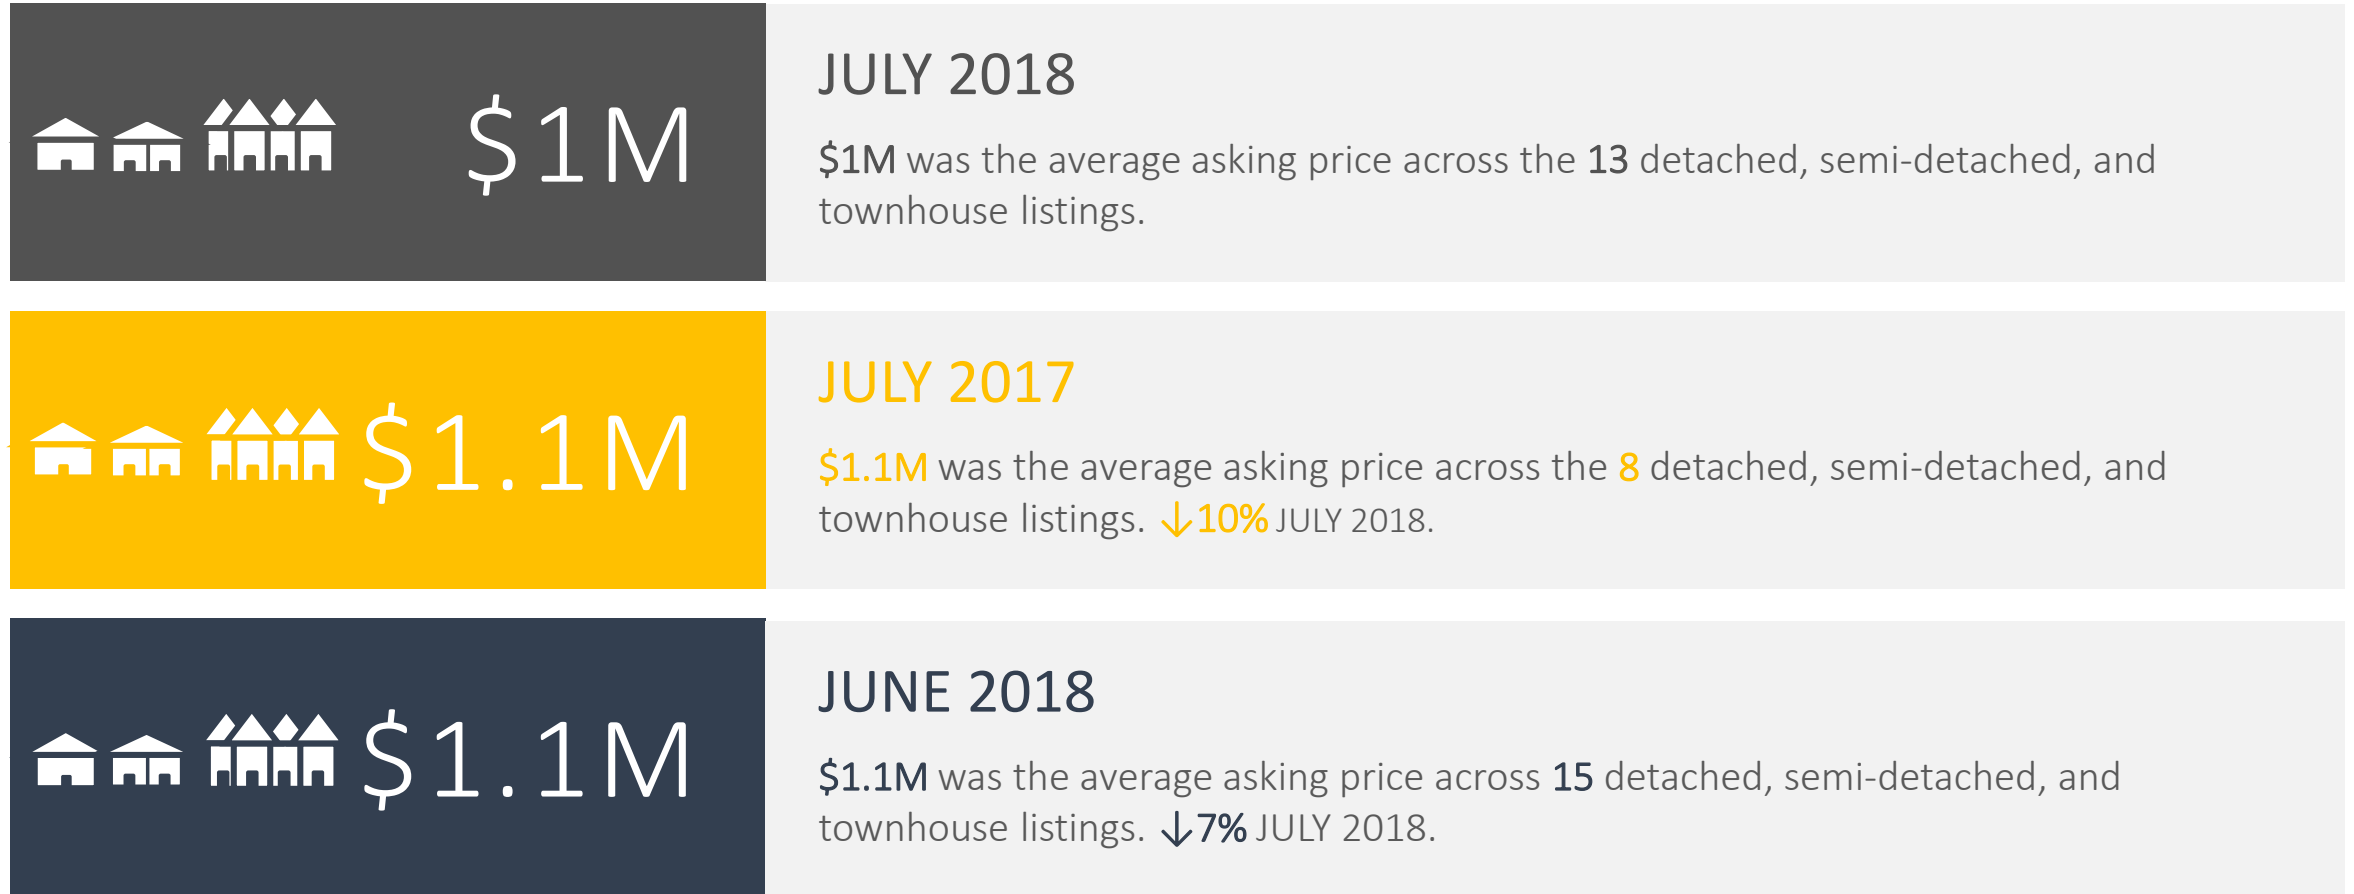 $1M
JULY 2018
$1M was the average asking price across the 13 detached, semi-detached, and
townhouse listings.
$1.1M
JULY 2017
$1.1M was the average asking price across the 8 detached, semi-detached, and
townhouse listings. ↓10% JULY 2018.
$1.1M
JUNE 2018
$1.1M was the average asking price across 15 detached, semi-detached, and
townhouse listings. ↓7% JULY 2018.